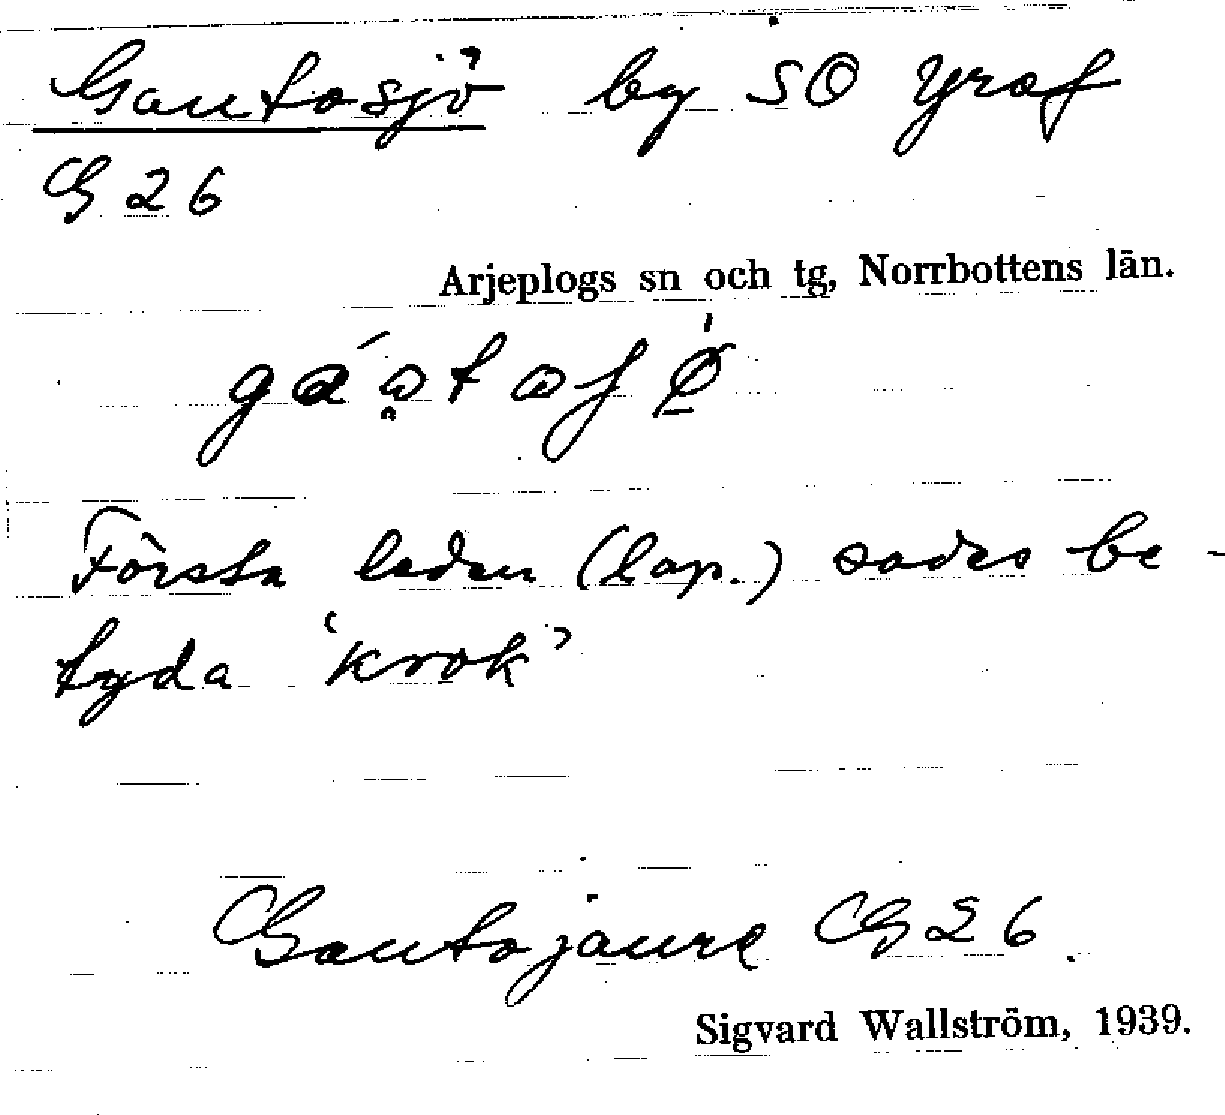 Gautosjö by SO Yraf
G 26
Arjeplogs sn och tg, Norrbottens län.
Första leden (lap.) sades be-
tyda 'krok'
Gautojaure G 26.
Sigvard Wallström, 1939.